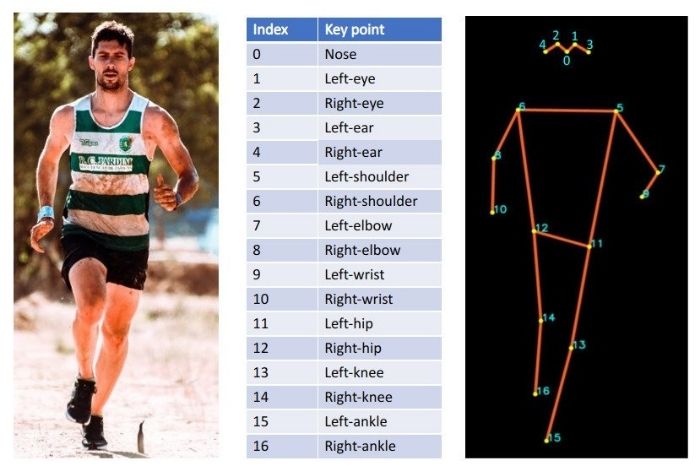 R.C. JARDIM
Index Key point
0 Nose
1 Left-eye
2 Right-eye
3 Left-ear
4 Right-ear
5 Left-shoulder
6 Right-shoulder
7 Left-elbow
8 Right-elbow
9 Left-wrist
10 Right-wrist
11 Left-hip
12 Right-hip
13 Left-knee
14 Right-knee
15 Left-ankle
16 Right-ankle
2 1
4 3
0
6 5
8 7
10 9
12 11
14 13
16
15